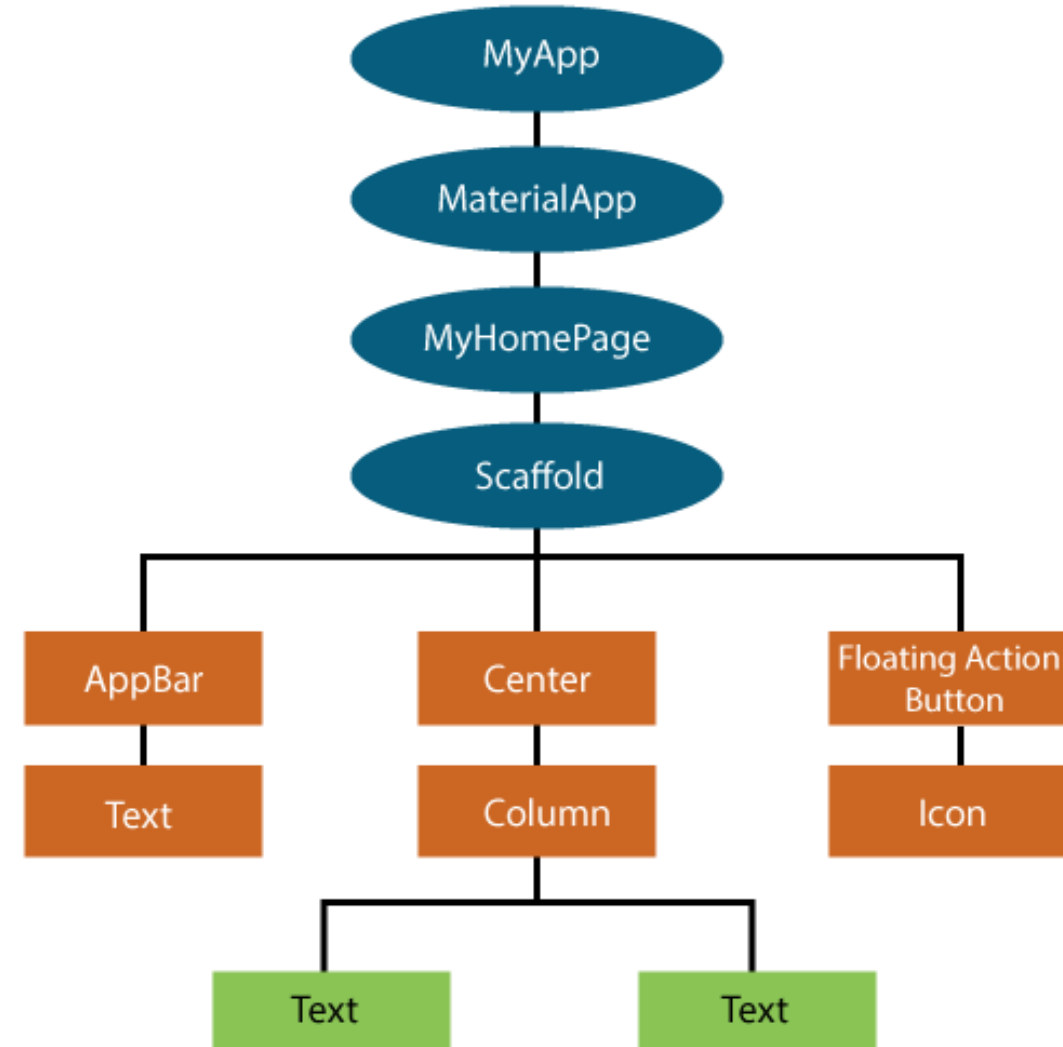 MyApp
MaterialApp
MyHomePage
Scaffold
AppBar
Center
Floating Action
Button
Text
Column
Icon
Text
Text